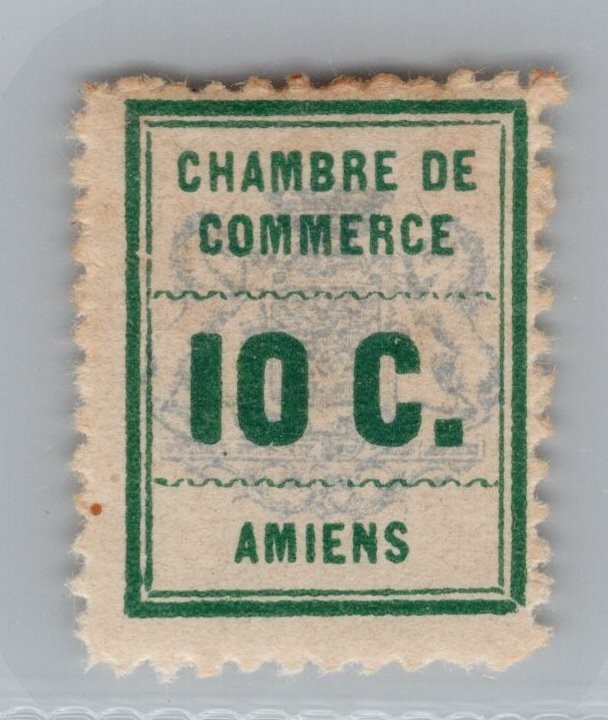 CHAMBRE DE
COMMERCE
10 C.
AMIENS